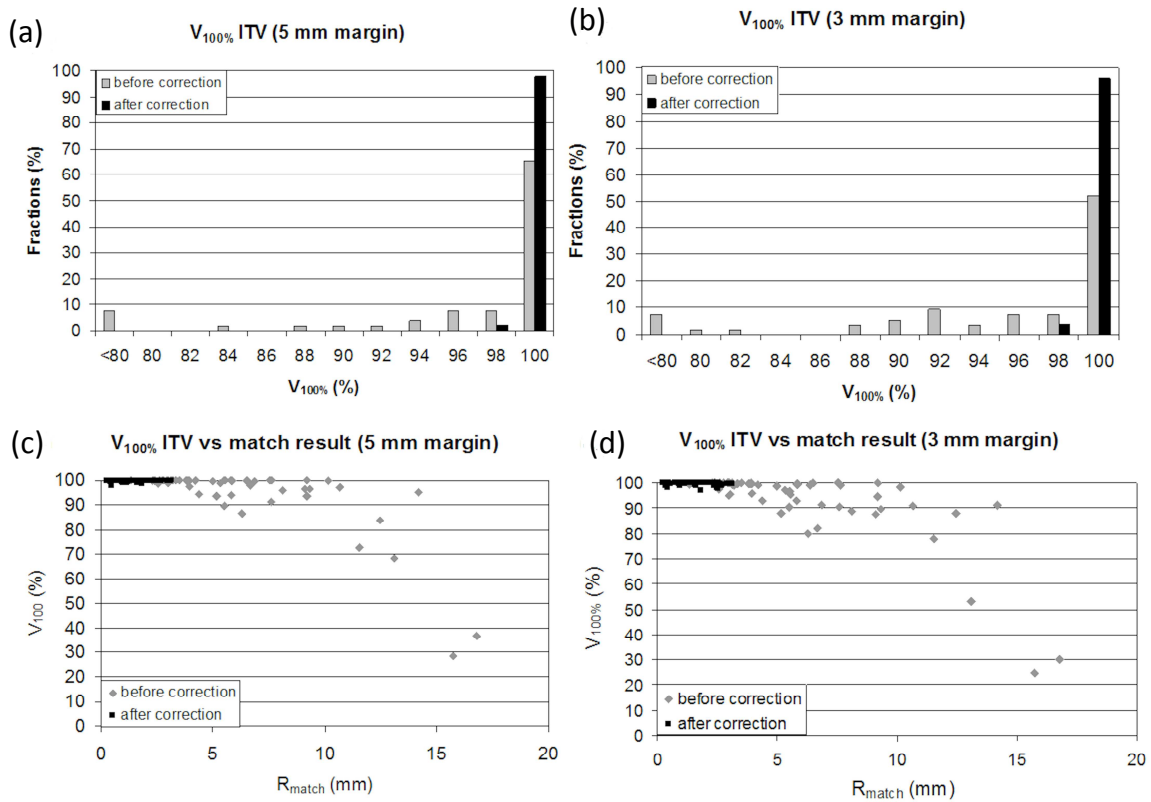 (a)
V100% ITV (5 mm margin)
before correction
after correction
Fractions (%)
100
90
80
70
60
50
40
30
20
10
0
<80 80 82 84 86 88 90 92 94 96 98 100
V100% (%)
(b)
V100% ITV (3 mm margin)
before correction
after correction
Fractions (%)
100
90
80
70
60
50
40
30
20
10
0
<80 80 82 84 86 88 90 92 94 96 98 100
V100% (%)
(c)
V100% ITV vs match result (5 mm margin)
V100 (%)
100
90
80
70
60
50
40
30
20
10
0
before correction
after correction
0 5 10 15 20
Rmatch (mm)
(d)
V100% ITV vs match result (3 mm margin)
V100% (%)
100
90
80
70
60
50
40
30
20
10
0
before correction
after correction
0 5 10 15 20
Rmatch (mm)